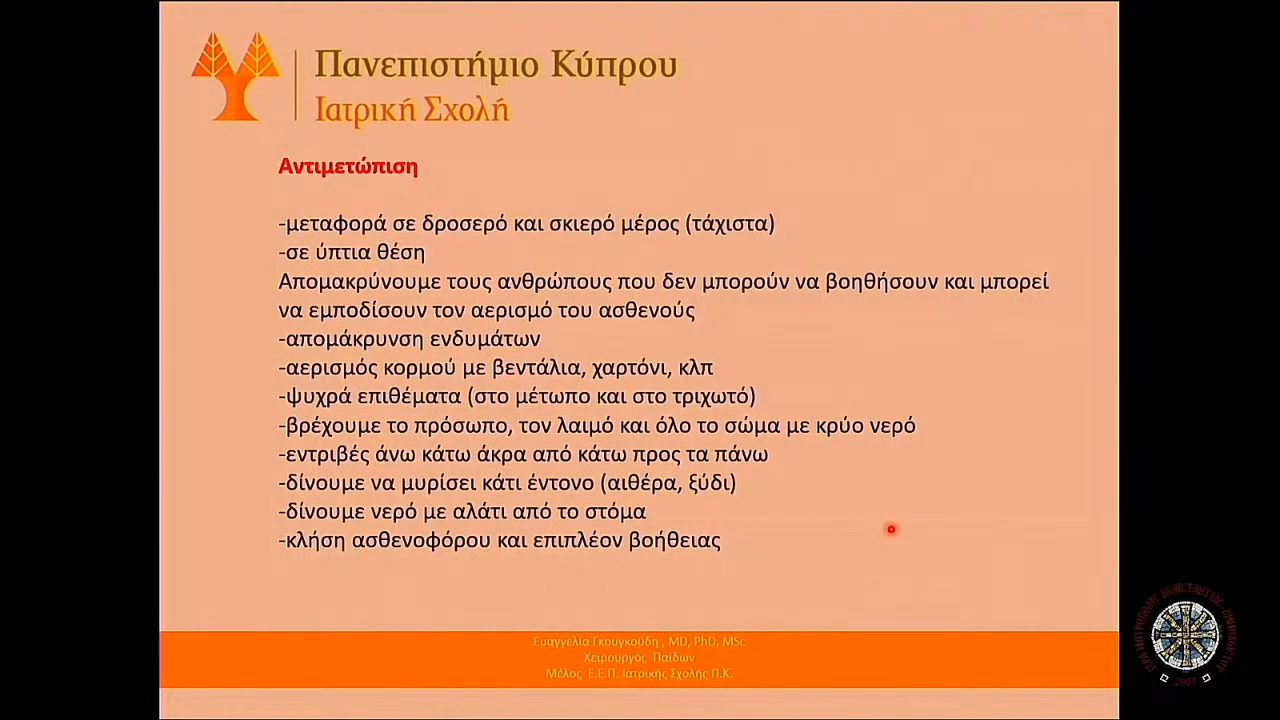 Πανεπιστήμιο Κύπρου
Ιατρική Σχολή
Αντιμετώπιση
-μεταφορά σε δροσερό και σκιερό μέρος (τάχιστα)
-σε ύπτια θέση
Απομακρύνουμε τους ανθρώπους που δεν μπορούν να βοηθήσουν και μπορεί
να εμποδίσουν τον αερισμό του ασθενούς
-απομάκρυνση ενδυμάτων
-αερισμός κορμού με βεντάλια, χαρτόνι, κλπ
-ψυχρά επιθέματα (στο μέτωπο και στο τριχωτό)
-βρέχουμε το πρόσωπο, τον λαιμό και όλο το σώμα με κρύο νερό
-εντριβές άνω κάτω άκρα από κάτω προς τα πάνω
-δίνουμε να μυρίσει κάτι έντονο (αιθέρα, ξύδι)
-δίνουμε νερό με αλάτι από το στόμα
-κλήση ασθενοφόρου και επιπλέον βοήθειας
Ευαγγελία Γκουγκούδη , MD, PhD, MSc
Χειρουργός Παίδων
Μέλος Ε.Ε.Π. Ιατρικής Σχολής Π.Κ.
2007